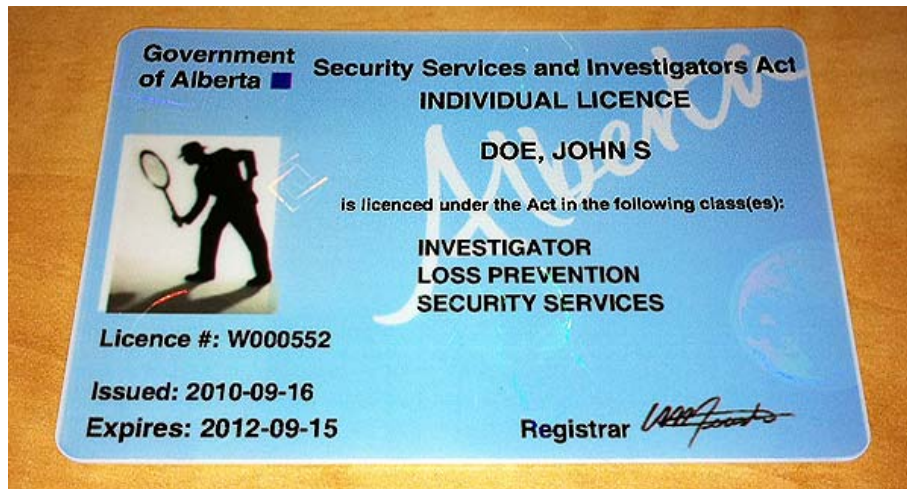 Government
of Alberta
Security Services and Investigators Act
INDIVIDUAL LICENCE
Alberta
DOE, JOHN S
is licenced under the Act in the following class(es):
INVESTIGATOR
LOSS PREVENTION
SECURITY SERVICES
Licence #: W000552
Issued: 2010-09-16
Expires: 2012-09-15
Registrar